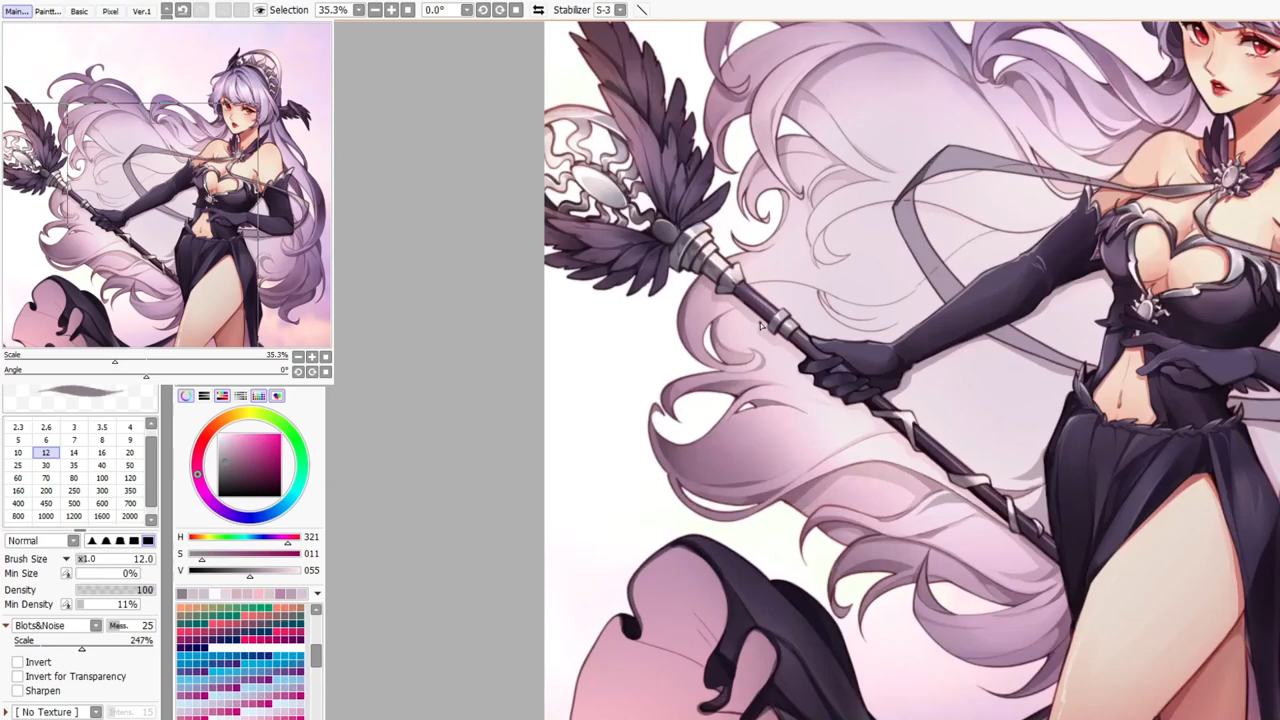 Main... Paintt... Basic Pixel Ver.1 Selection 35.3% 0.0° Stabilizer S-3
Scale 35.3%
Angle 0°
2.3 2.6 3 3.5 4
5 6 7 8 9
10 12 14 16 20
25 30 35 40 50
60 70 80 100 120
160 200 250 300 350
400 450 500 600 700
800 1000 1200 1600 2000
Normal
Brush Size x1.0 12.0
Min Size 0%
Density 100
Min Density 11%
Blots&Noise Mess. 25
Scale 247%
Invert
Invert for Transparency
Sharpen
[ No Texture ] Intens. 15
H 321
S 011
V 055